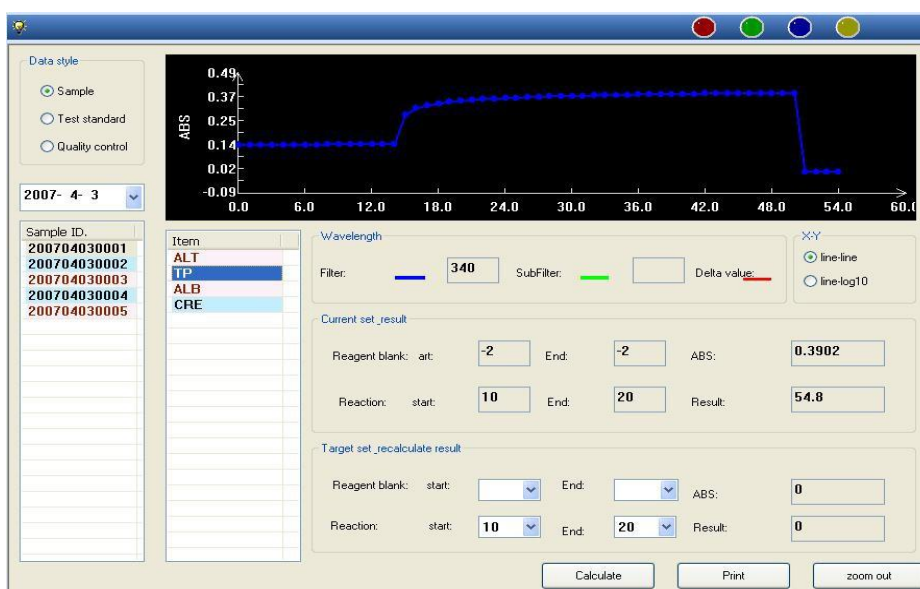 Data style
Sample
Test standard
Quality control
2007- 4- 3
ABS
0.49
0.37
0.25
0.14
0.02
-0.09
0.0 6.0 12.0 18.0 24.0 30.0 36.0 42.0 48.0 54.0 60.0
Sample ID.
200704030001
200704030002
200704030003
200704030004
200704030005
Item
ALT
TP
ALB
CRE
Wavelength
Filter: 340 SubFilter: Delta value:
X-Y
line-line
line-log10
Current set_result
Reagent blank: art: -2 End: -2 ABS: 0.3902
Reaction: start: 10 End: 20 Result: 54.8
Target set_recalculate result
Reagent blank: start: End: ABS: 0
Reaction: start: 10 End: 20 Result: 0
Calculate Print zoom out